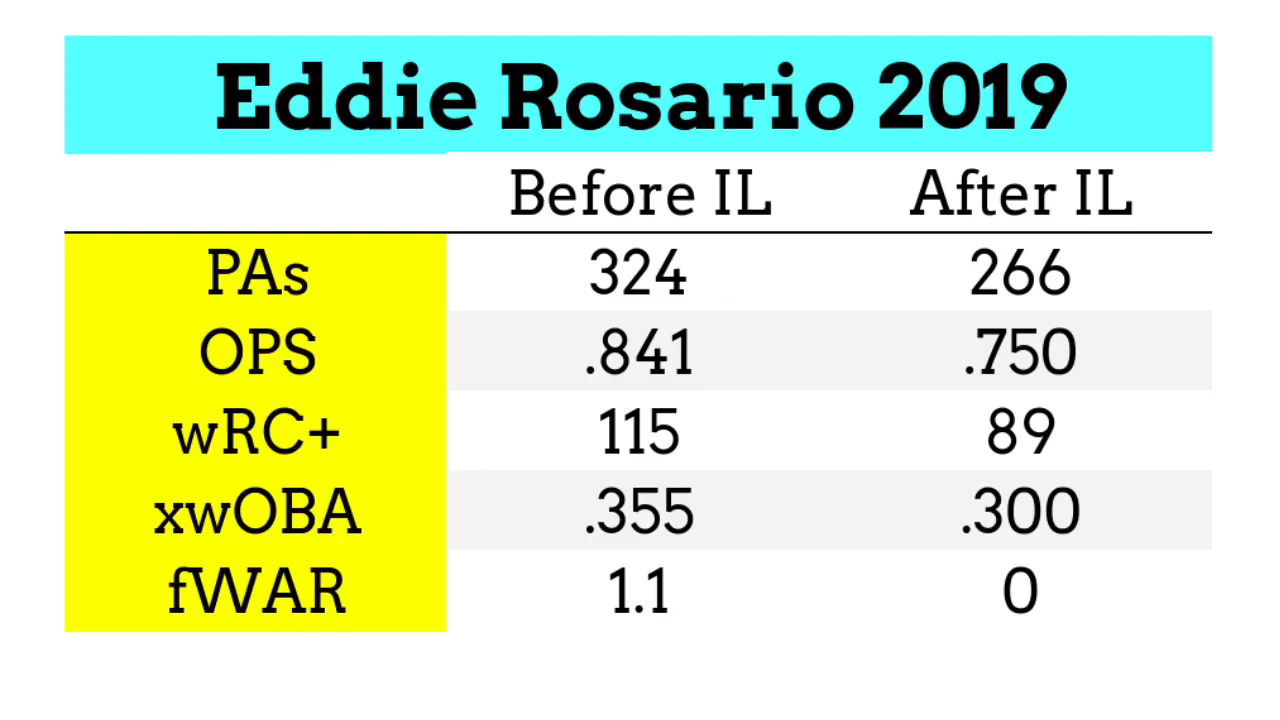 Eddie Rosario 2019
Before IL After IL
PAs 324 266
OPS .841 .750
wRC+ 115 89
xwOBA .355 .300
fWAR 1.1 0